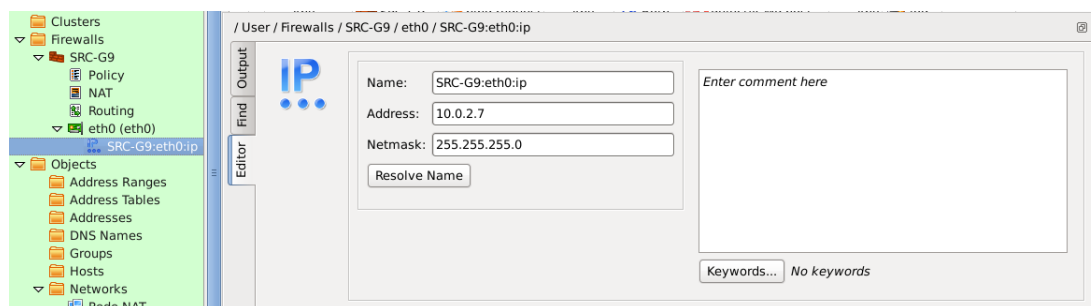 Clusters
Firewalls
SRC-G9
Policy
NAT
Routing
eth0 (eth0)
SRC-G9:eth0:ip
Objects
Address Ranges
Address Tables
Addresses
DNS Names
Groups
Hosts
Networks
Rede NAT
/ User / Firewalls / SRC-G9 / eth0 / SRC-G9:eth0:ip
Output
Find
Editor
IP
Name: SRC-G9:eth0:ip
Address: 10.0.2.7
Netmask: 255.255.255.0
Resolve Name
Enter comment here
Keywords... No keywords